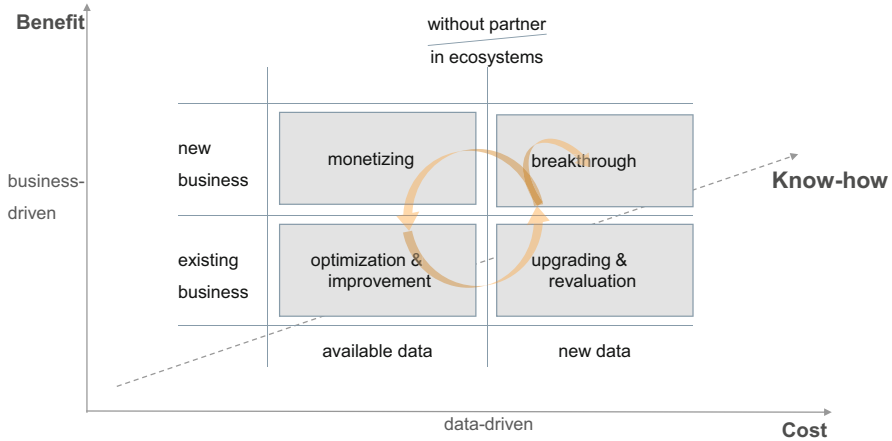 Benefit
without partner
in ecosystems
new
business
monetizing
breakthrough
business-
driven
Know-how
existing
business
optimization &
improvement
upgrading &
revaluation
available data
new data
data-driven
Cost